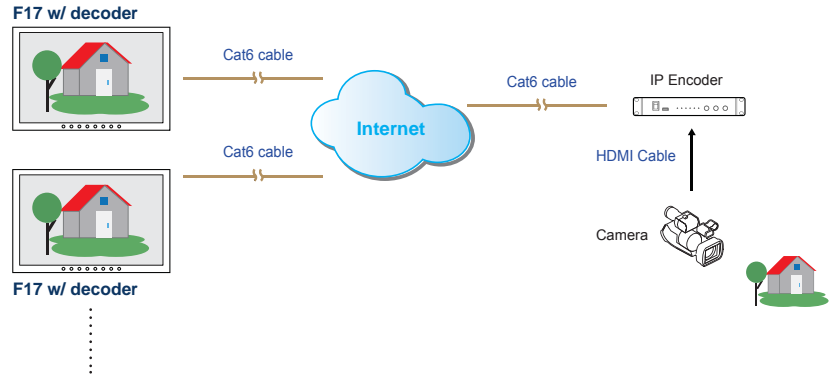 F17 w/ decoder
Cat6 cable
Cat6 cable
IP Encoder
Internet
Cat6 cable
HDMI Cable
Camera
F17 w/ decoder